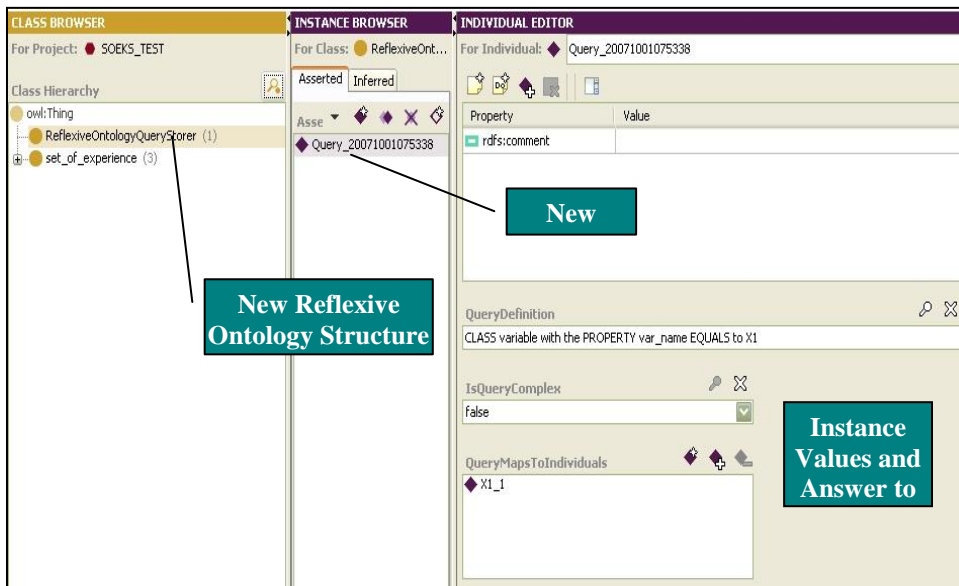 CLASS BROWSER
For Project: SOEKS_TEST
Class Hierarchy
owl:Thing
ReflexiveOntologyQueryStorer (1)
set_of_experience (3)
New Reflexive
Ontology Structure
INSTANCE BROWSER
For Class: ReflexiveOnt...
Asserted Inferred
Asse
Query_20071001075338
New
INDIVIDUAL EDITOR
For Individual: Query_20071001075338
Property Value
rdfs:comment
QueryDefinition
CLASS variable with the PROPERTY var_name EQUALS to X1
IsQueryComplex
false
QueryMapsToIndividuals
X1_1
Instance
Values and
Answer to